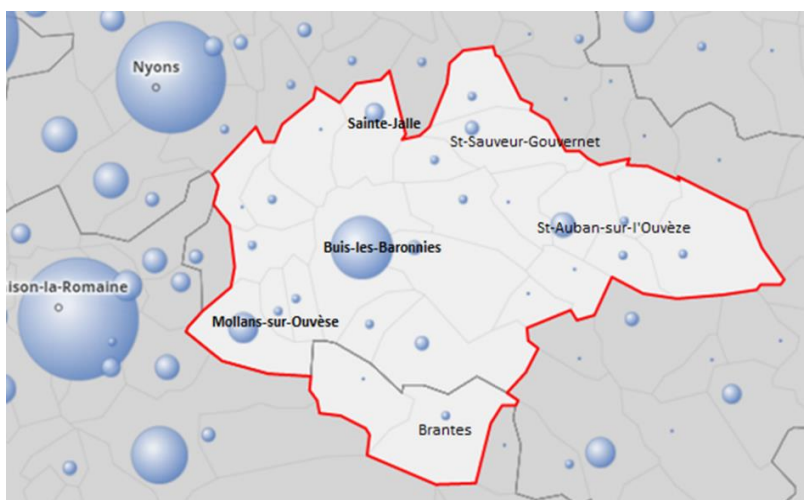 Nyons
Sainte-Jalle
St-Sauveur-Gouvernet
St-Auban-sur-l'Ouvèze
Buis-les-Baronnies
aison-la-Romaine
Mollans-sur-Ouvèse
Brantes